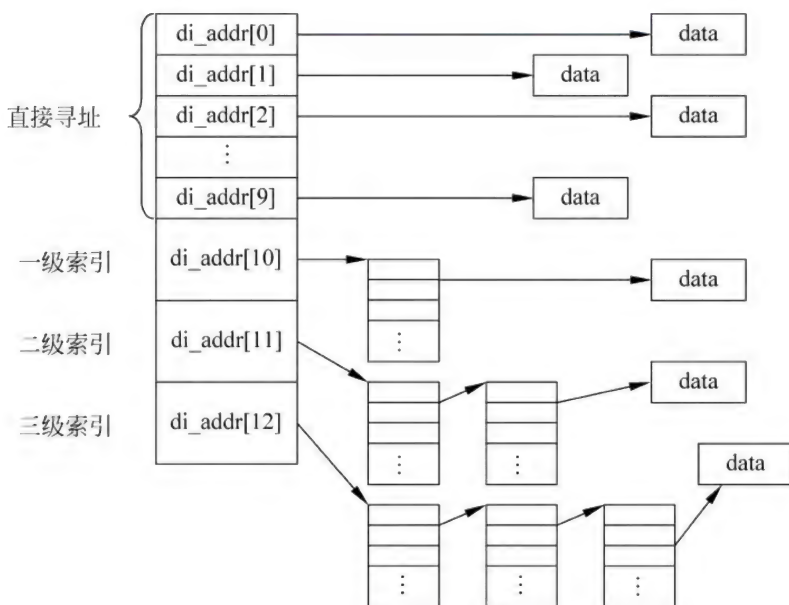 di_addr[0]
data
di_addr[1]
data
直接寻址
di_addr[2]
data
⋮
di_addr[9]
data
一级索引
di_addr[10]
data
⋮
二级索引
di_addr[11]
data
三级索引
di_addr[12]
⋮
⋮
data
⋮
⋮
⋮